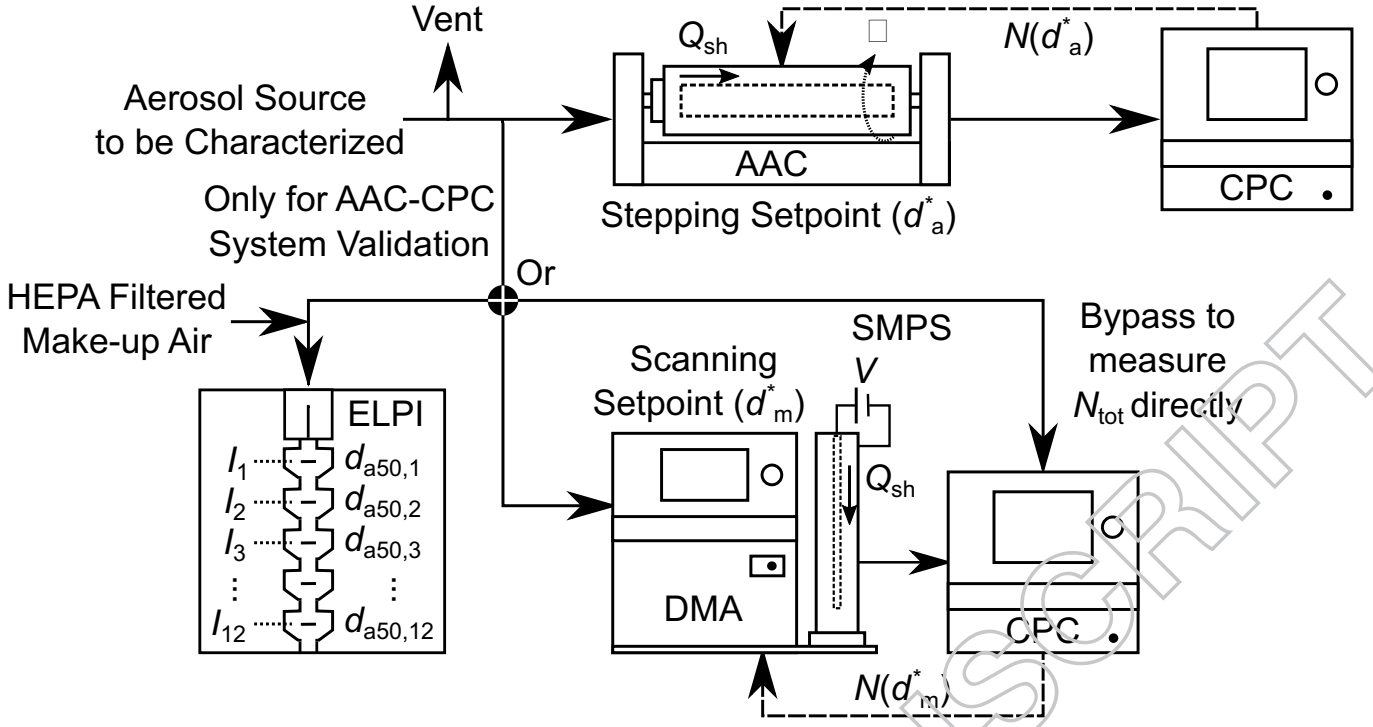 Vent
Aerosol Source
to be Characterized
Q_sh
N(d*_a)
AAC
CPC
Stepping Setpoint (d*_a)
Only for AAC-CPC
System Validation
Or
HEPA Filtered
Make-up Air
ELPI
I_1
d_a50,1
I_2
d_a50,2
I_3
d_a50,3
⋮
⋮
I_12
d_a50,12
Scanning
Setpoint (d*_m)
SMPS
V
Q_sh
DMA
Bypass to
measure
N_tot directly
CPC
N(d*_m)
SCRIPT